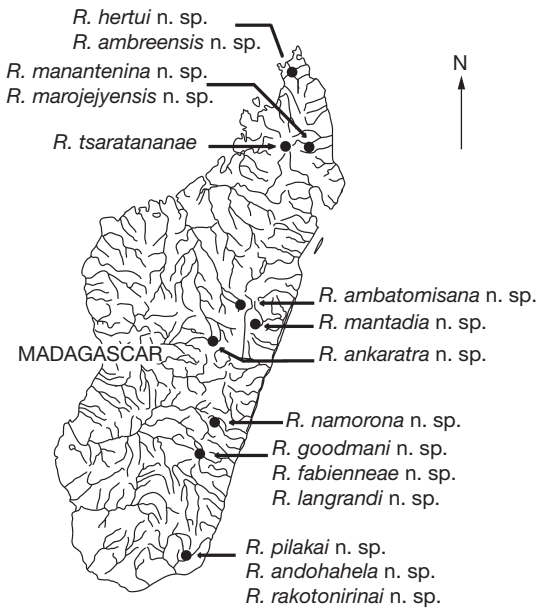 R. hertui n. sp.
R. ambreensis n. sp.
N
R. manantenina n. sp.
R. marojejyensis n. sp.
R. tsaratananae
R. ambatomisana n. sp.
R. mantadia n. sp.
MADAGASCAR
R. ankaratra n. sp.
R. namorona n. sp.
R. goodmani n. sp.
R. fabienneae n. sp.
R. langrandi n. sp.
R. pilakai n. sp.
R. andohahela n. sp.
R. rakotonirinai n. sp.